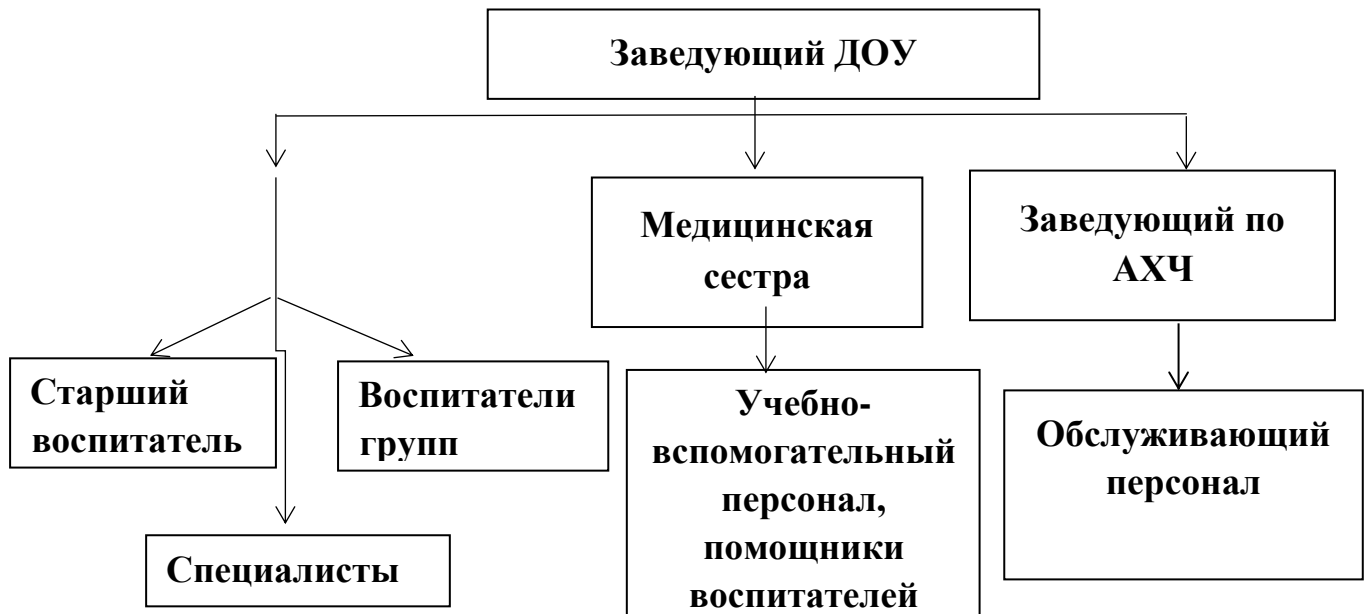 Заведующий ДОУ
Медицинская
сестра
Заведующий по
АХЧ
Старший
воспитатель
Воспитатели
групп
Специалисты
Учебно-
вспомогательный
персонал,
помощники
воспитателей
Обслуживающий
персонал